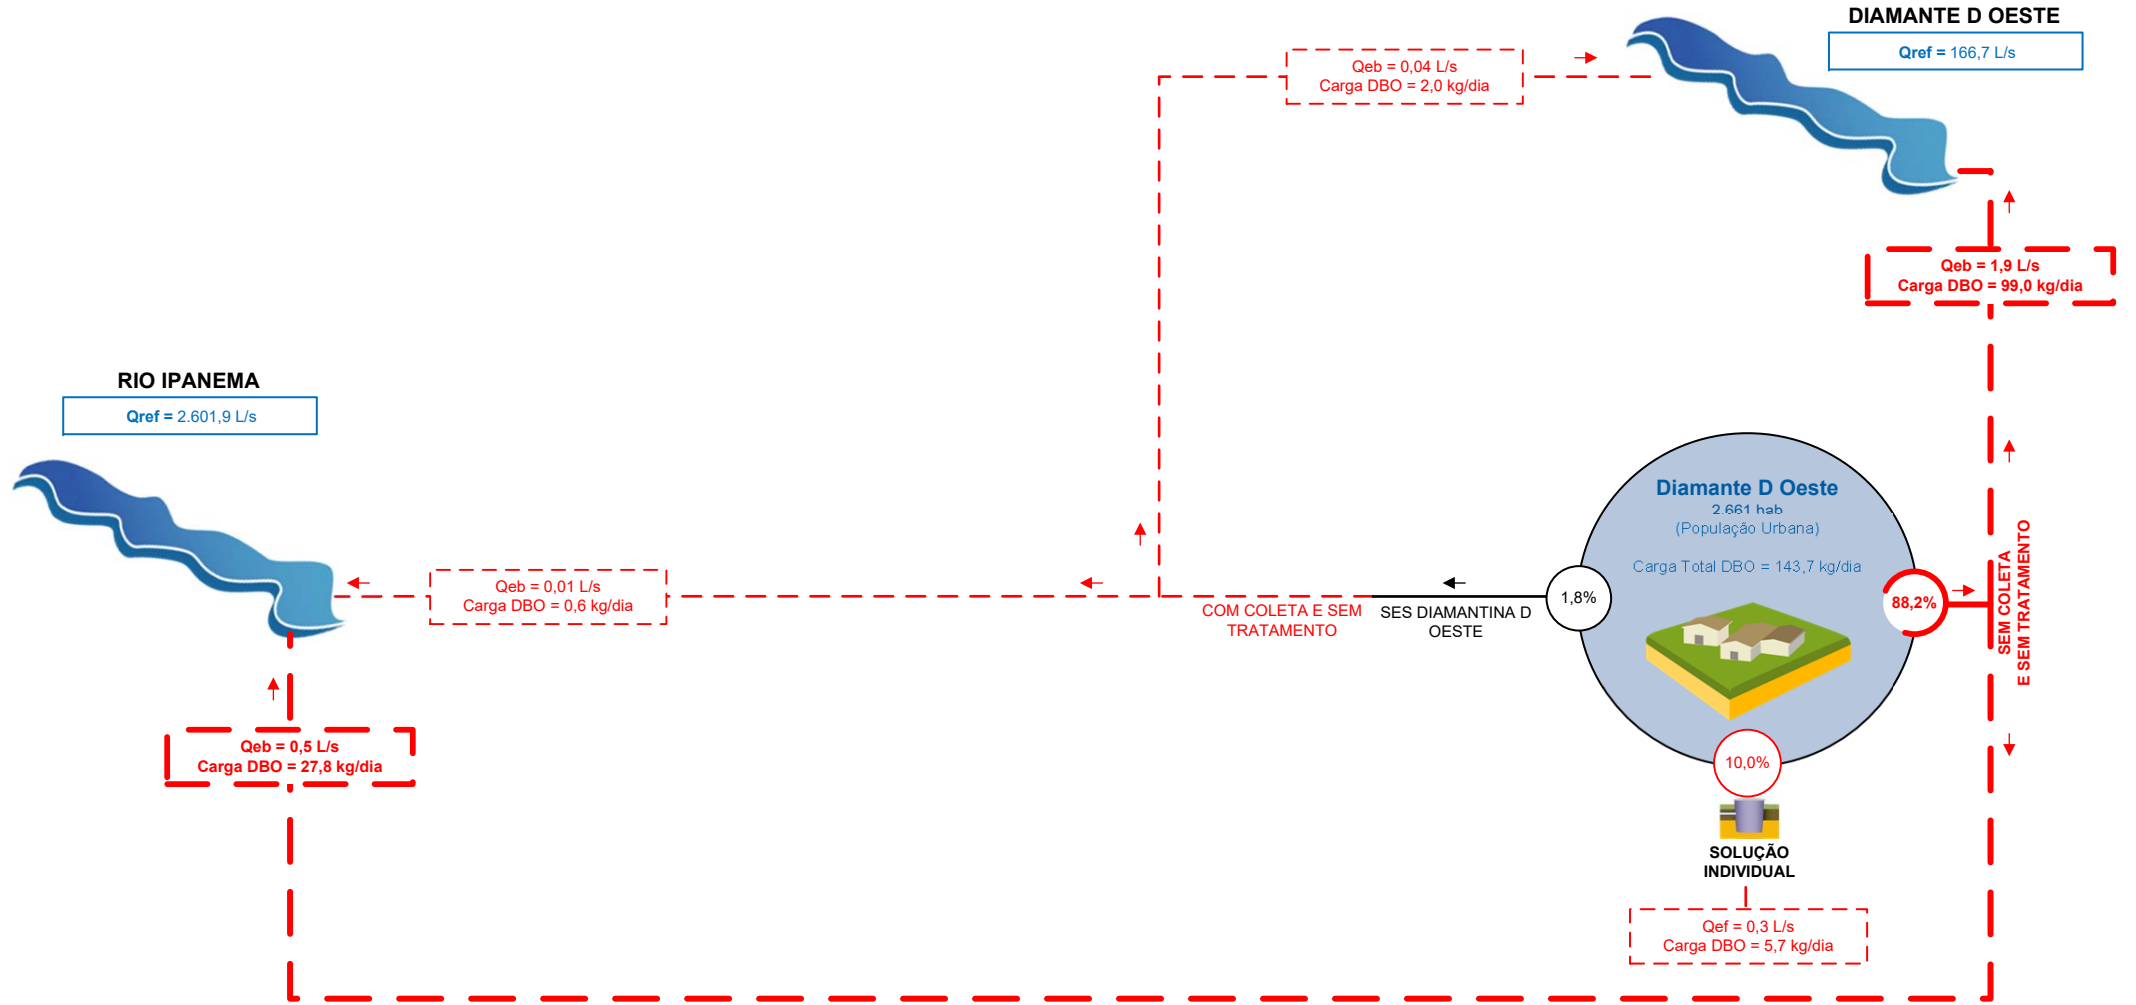 DIAMANTE D OESTE
Qref = 166,7 L/s
Qeb = 0,04 L/s
Carga DBO = 2,0 kg/dia
Qeb = 1,9 L/s
Carga DBO = 99,0 kg/dia
RIO IPANEMA
Qref = 2.601,9 L/s
Qeb = 0,01 L/s
Carga DBO = 0,6 kg/dia
COM COLETA E SEM
TRATAMENTO
SES DIAMANTINA D
OESTE
1,8%
Diamante D Oeste
2.661 hab
(População Urbana)
Carga Total DBO = 143,7 kg/dia
88,2%
SEM COLETA
E SEM TRATAMENTO
10,0%
SOLUÇÃO
INDIVIDUAL
Qef = 0,3 L/s
Carga DBO = 5,7 kg/dia
Qeb = 0,5 L/s
Carga DBO = 27,8 kg/dia